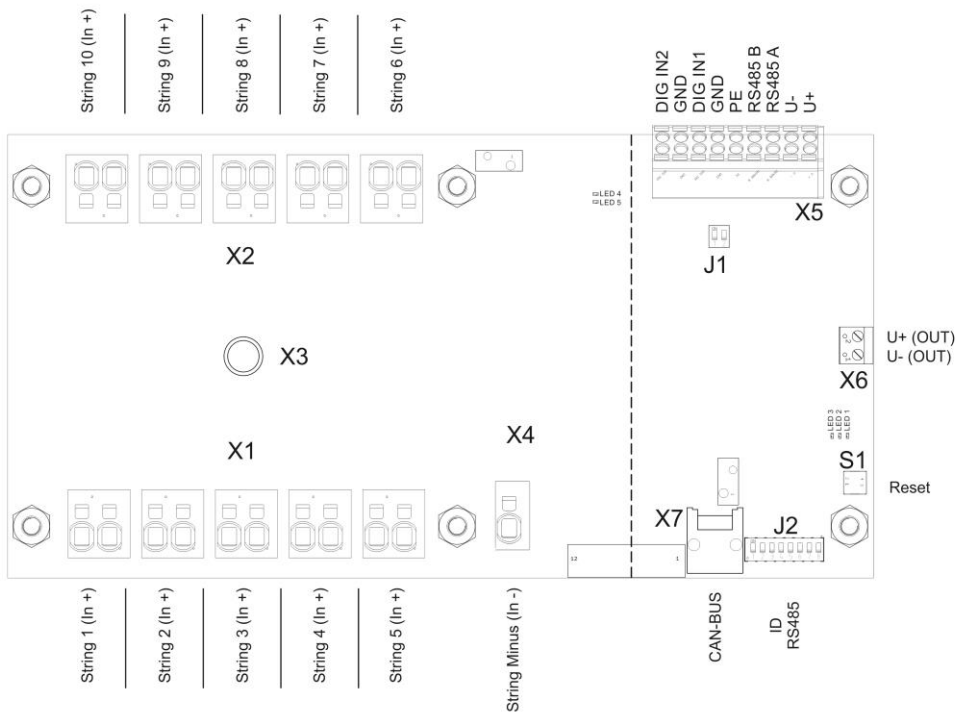 String 10 (In +)
String 9 (In +)
String 8 (In +)
String 7 (In +)
String 6 (In +)
DIG IN2
GND
DIG IN1
GND
PE
RS485 B
RS485 A
U-
U+
LED 4
LED 5
X5
X2
J1
X3
U+ (OUT)
U- (OUT)
X6
LED 3
LED 2
LED 1
X4
X1
S1
Reset
X7
J2
12
1
String 1 (In +)
String 2 (In +)
String 3 (In +)
String 4 (In +)
String 5 (In +)
String Minus (In -)
CAN-BUS
ID
RS485